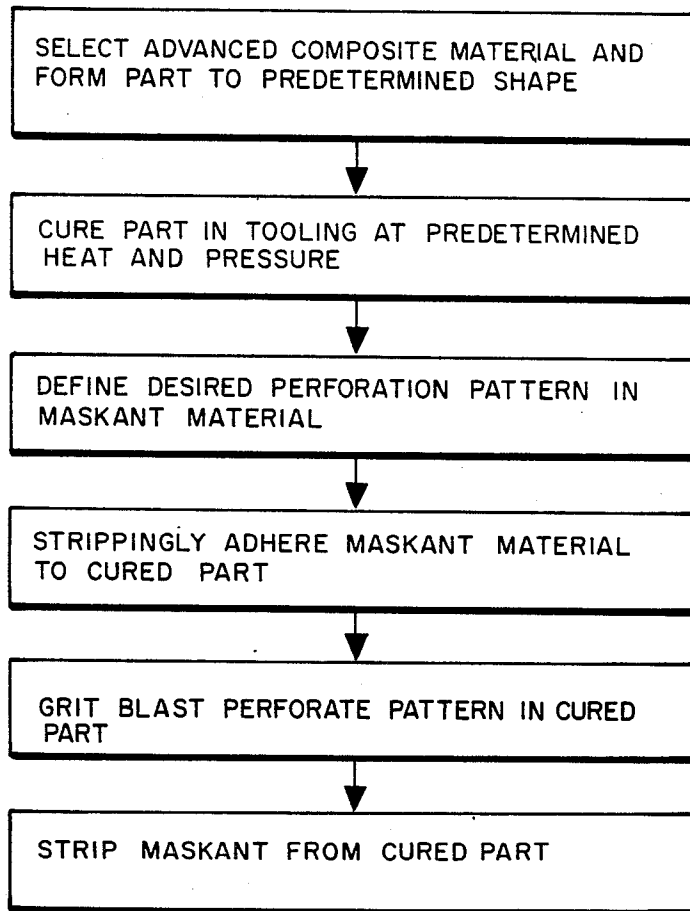 SELECT ADVANCED COMPOSITE MATERIAL AND
FORM PART TO PREDETERMINED SHAPE
CURE PART IN TOOLING AT PREDETERMINED
HEAT AND PRESSURE
DEFINE DESIRED PERFORATION PATTERN IN
MASKANT MATERIAL
STRIPPINGLY ADHERE MASKANT MATERIAL
TO CURED PART
GRIT BLAST PERFORATE PATTERN IN CURED
PART
STRIP MASKANT FROM CURED PART